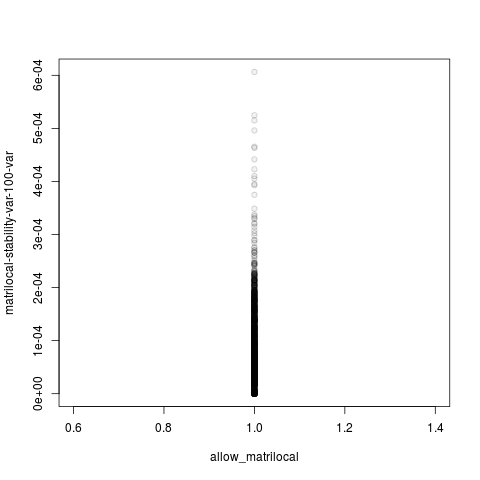 6e-04
5e-04
4e-04
3e-04
2e-04
1e-04
0e+00
matrilocal-stability-var-100-var
0.6 0.8 1.0 1.2 1.4
allow_matrilocal